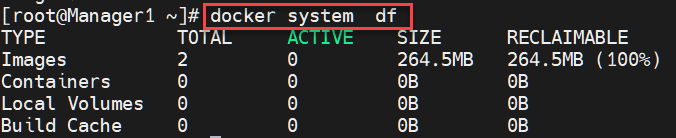 [root@Manager1 ~]# docker system  df
TYPE TOTAL ACTIVE SIZE RECLAIMABLE
Images 2 0 264.5MB 264.5MB (100%)
Containers 0 0 0B 0B
Local Volumes 0 0 0B 0B
Build Cache 0 0 0B 0B